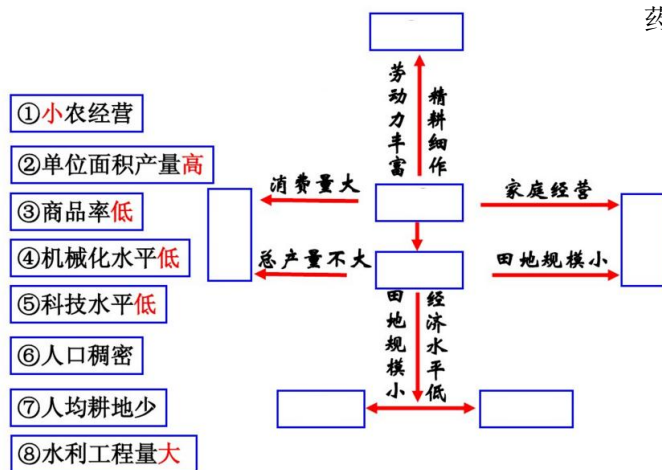 药
劳动力丰富
精耕细作
①小农经营
②单位面积产量高
③商品率低
④机械化水平低
⑤科技水平低
⑥人口稠密
⑦人均耕地少
⑧水利工程量大
消费量大
家庭经营
总产量不大
田地规模小
田地规模小
经济水平低